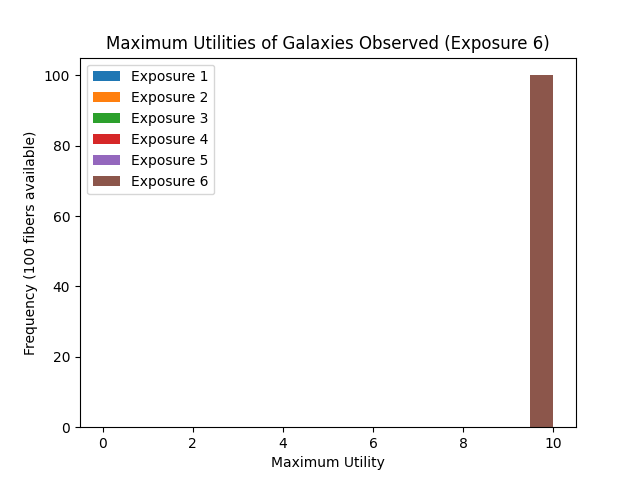 Maximum Utilities of Galaxies Observed (Exposure 6)
Exposure 1
Exposure 2
Exposure 3
Exposure 4
Exposure 5
Exposure 6
Frequency (100 fibers available)
100
80
60
40
20
0
0 2 4 6 8 10
Maximum Utility